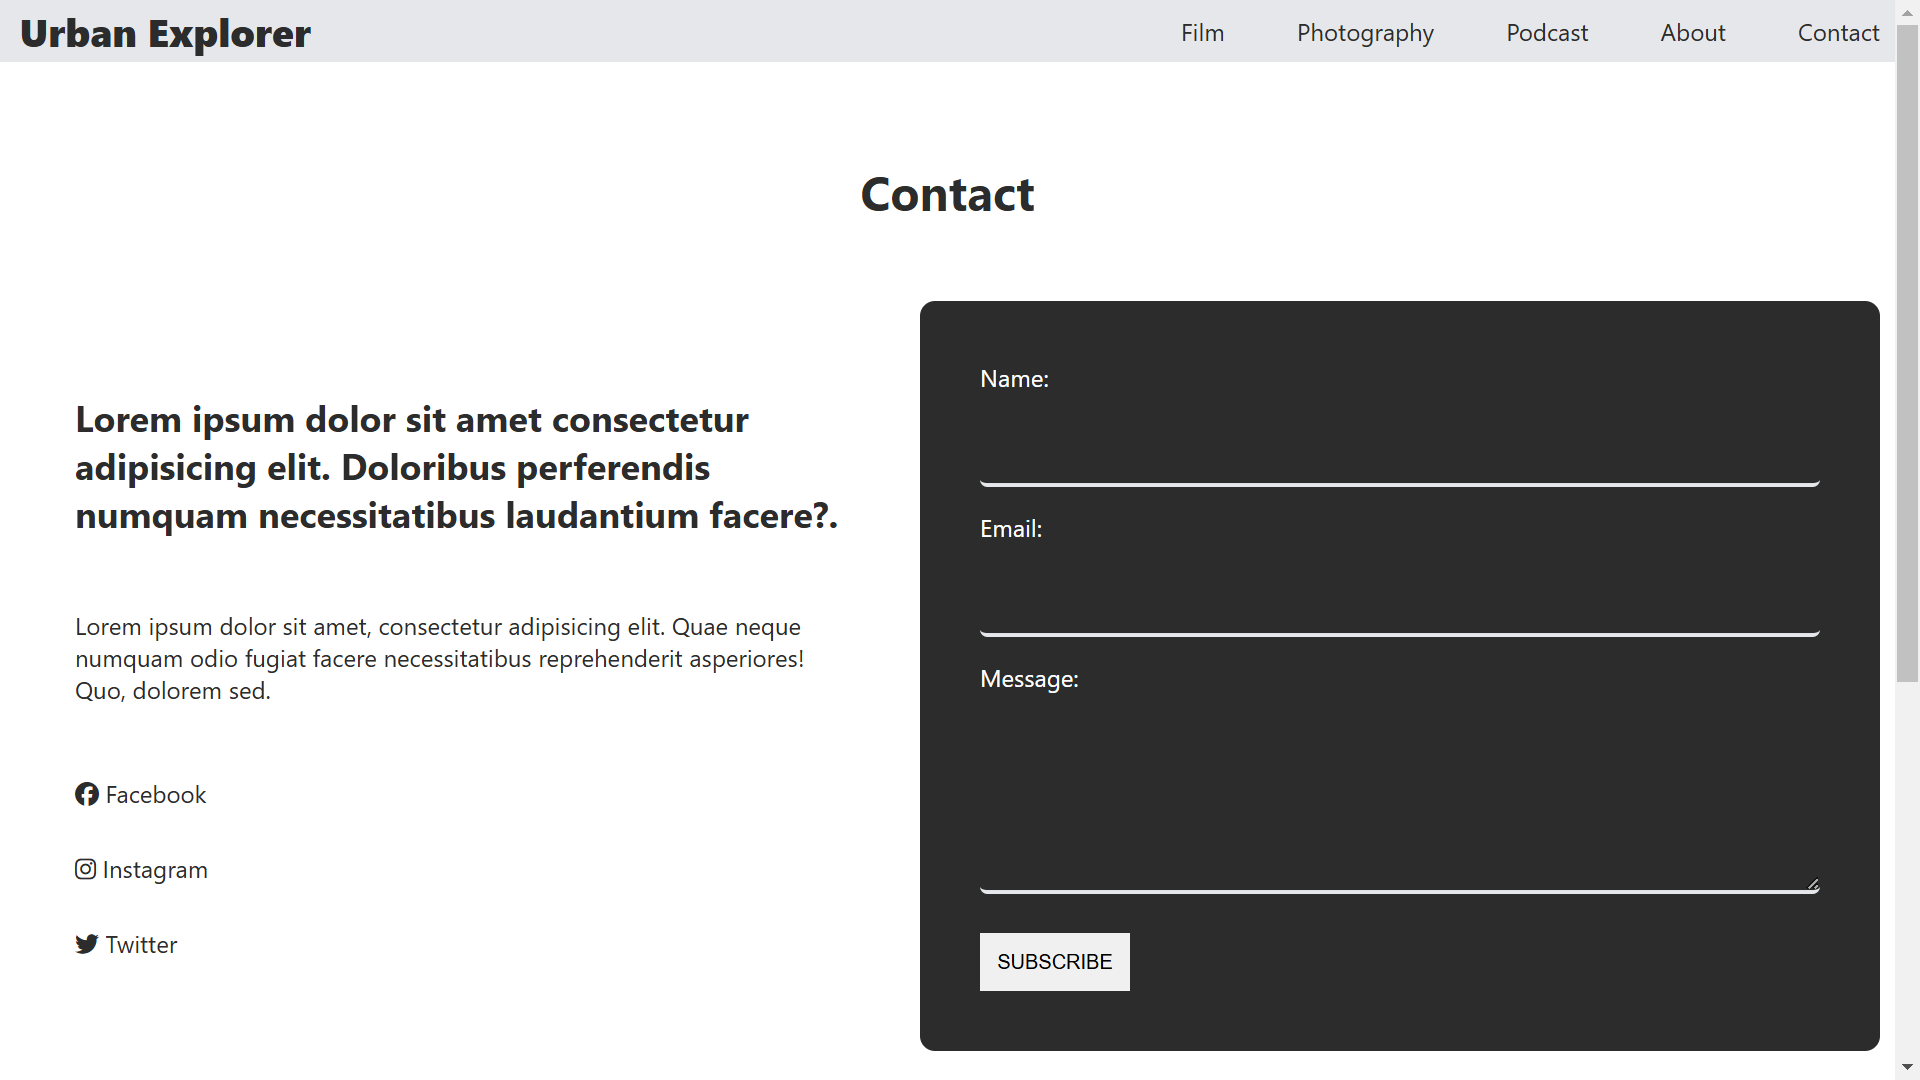 Urban Explorer
Film
Photography
Podcast
About
Contact
Contact
Lorem ipsum dolor sit amet consectetur
adipisicing elit. Doloribus perferendis
numquam necessitatibus laudantium facere?.
Lorem ipsum dolor sit amet, consectetur adipisicing elit. Quae neque
numquam odio fugiat facere necessitatibus reprehenderit asperiores!
Quo, dolorem sed.
Facebook
Instagram
Twitter
Name:
Email:
Message:
SUBSCRIBE